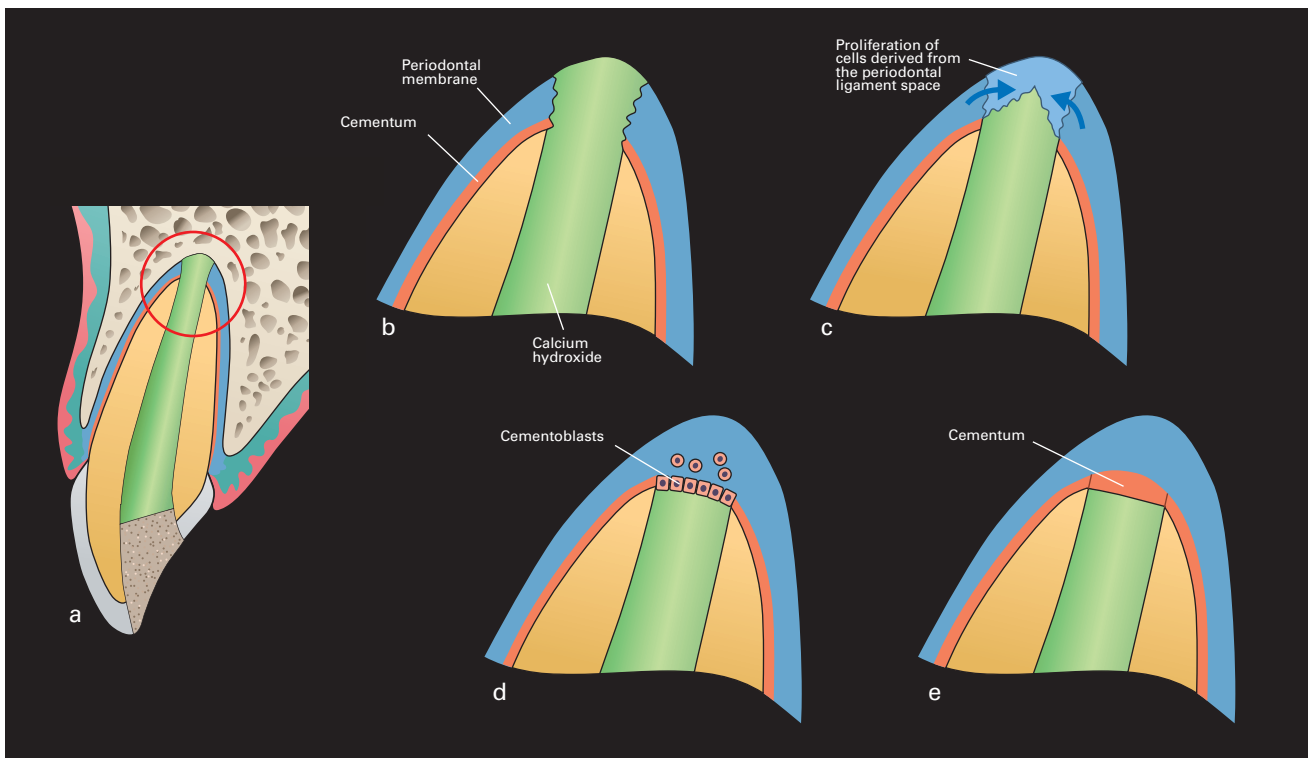 Periodontal
membrane
Cementum
Calcium
hydroxide
b
Proliferation of
cells derived from
the periodontal
ligament space
c
a
Cementoblasts
d
Cementum
e